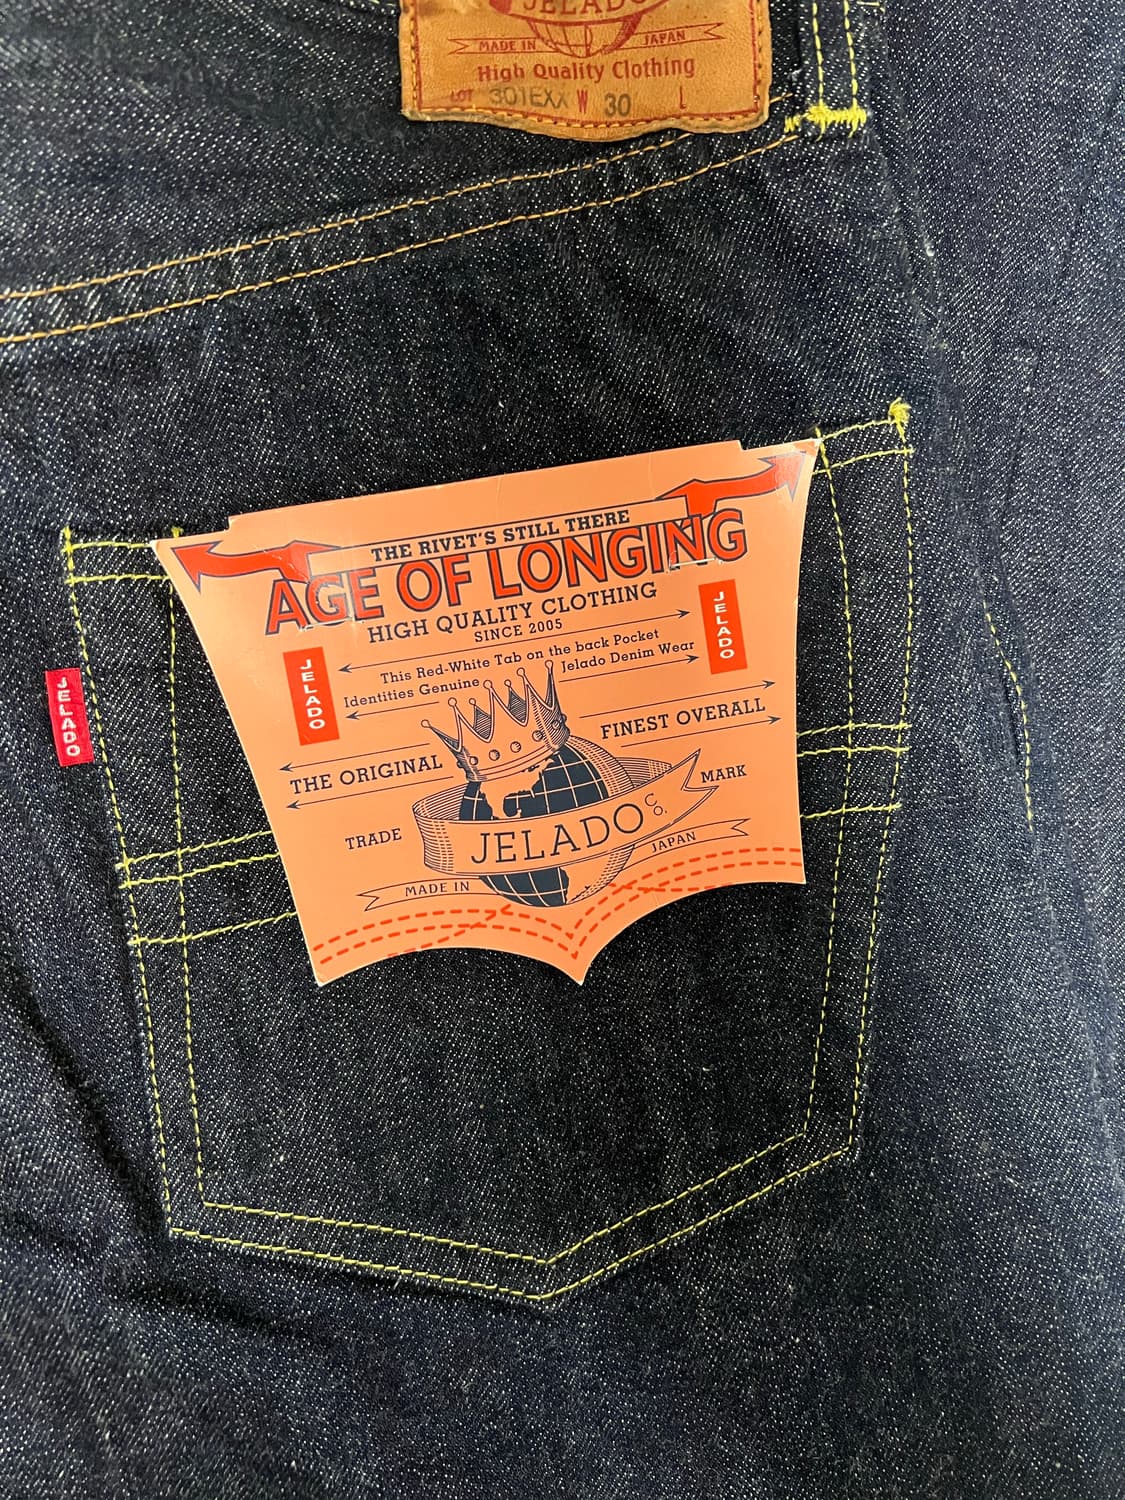 JELADO
MADE IN JAPAN
High Quality Clothing
LOT 301EXX W 30 L
THE RIVET'S STILL THERE
AGE OF LONGING
HIGH QUALITY CLOTHING
SINCE 2005
JELADO
JELADO
This Red-White Tab on the back Pocket
Identities Genuine Jelado Denim Wear
JELADO
THE ORIGINAL FINEST OVERALL
TRADE MARK
JELADO CO.
MADE IN JAPAN